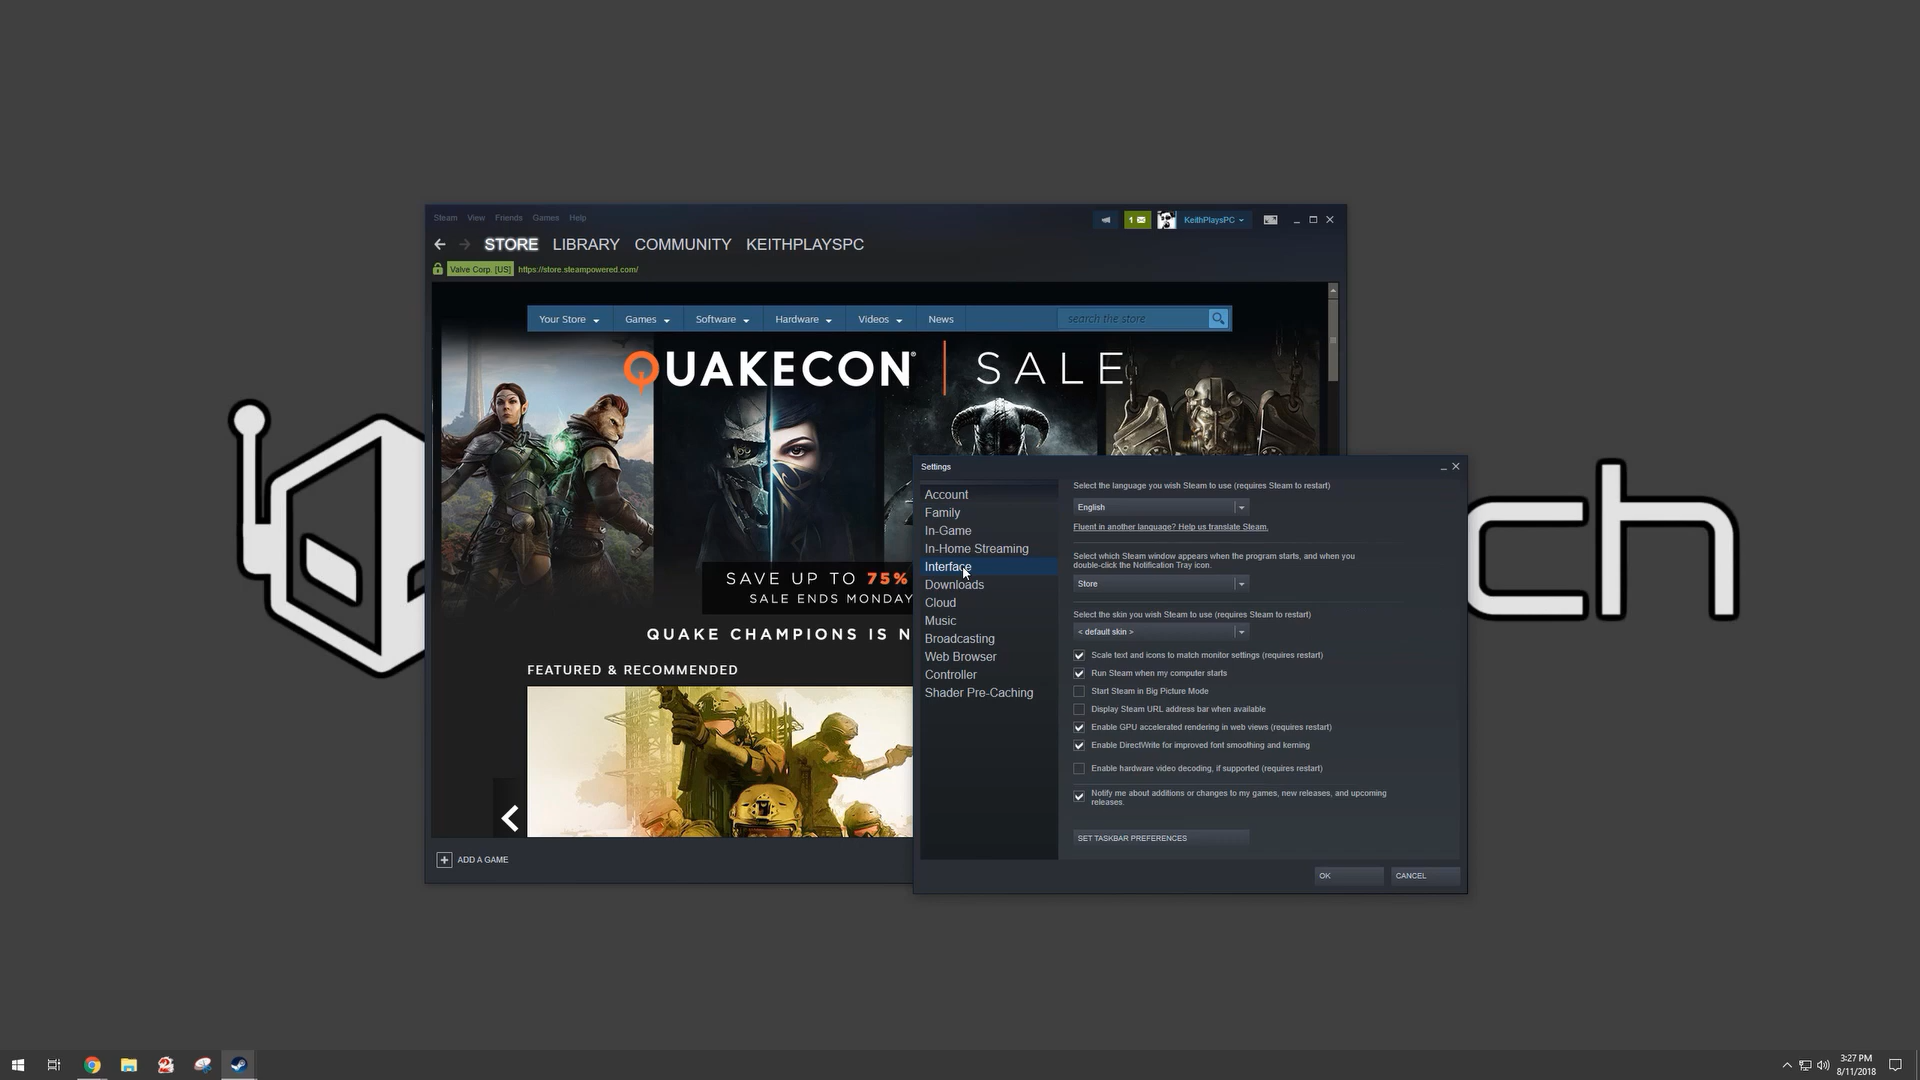 Steam View Friends Games Help
1 KeithPlaysPC
STORE LIBRARY COMMUNITY KEITHPLAYSPC
Valve Corp. [US] https://store.steampowered.com/
Your Store Games Software Hardware Videos News search the store
QUAKECON® | SALE
SAVE UP TO 75%
SALE ENDS MONDAY
QUAKE CHAMPIONS IS N
FEATURED & RECOMMENDED
+ ADD A GAME
Settings
Account
Family
In-Game
In-Home Streaming
Interface
Downloads
Cloud
Music
Broadcasting
Web Browser
Controller
Shader Pre-Caching
Select the language you wish Steam to use (requires Steam to restart)
English
Fluent in another language? Help us translate Steam.
Select which Steam window appears when the program starts, and when you
double-click the Notification Tray icon.
Store
Select the skin you wish Steam to use (requires Steam to restart)
< default skin >
Scale text and icons to match monitor settings (requires restart)
Run Steam when my computer starts
Start Steam in Big Picture Mode
Display Steam URL address bar when available
Enable GPU accelerated rendering in web views (requires restart)
Enable DirectWrite for improved font smoothing and kerning
Enable hardware video decoding, if supported (requires restart)
Notify me about additions or changes to my games, new releases, and upcoming
releases.
SET TASKBAR PREFERENCES
OK CANCEL
ch
3:27 PM
8/11/2018